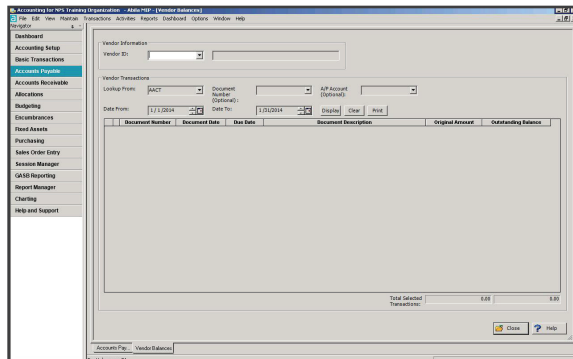 Accounting for NPS Training Organization - Abila MIP - [Vendor Balances]
File Edit View Maintain Transactions Activities Reports Dashboard Options Window Help
Navigator
Dashboard
Accounting Setup
Basic Transactions
Accounts Payable
Accounts Receivable
Allocations
Budgeting
Encumbrances
Fixed Assets
Purchasing
Sales Order Entry
Session Manager
GASB Reporting
Report Manager
Charting
Help and Support
Vendor Information
Vendor ID:
Vendor Transactions
Lookup From: AACT Document Number (Optional): A/P Account (Optional):
Date From: 1/ 1 /2014 Date To: 1 /31/2014 Display Clear Print
Document Number Document Date Due Date Document Description Original Amount Outstanding Balance
Total Selected Transactions: 0.00 0.00
Close Help
Accounts Pay... Vendor Balances